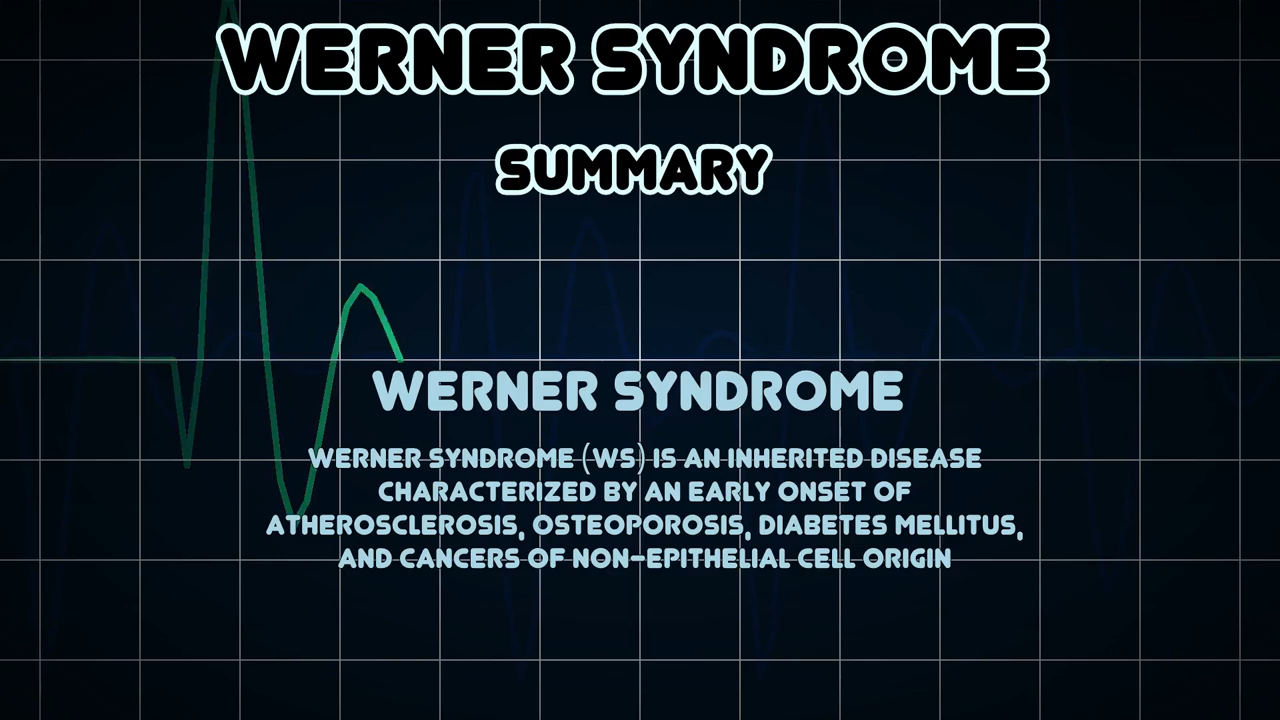 WERNER SYNDROME
SUMMARY
WERNER SYNDROME
WERNER SYNDROME (WS) IS AN INHERITED DISEASE
CHARACTERIZED BY AN EARLY ONSET OF
ATHEROSCLEROSIS, OSTEOPOROSIS, DIABETES MELLITUS,
AND CANCERS OF NON-EPITHELIAL CELL ORIGIN